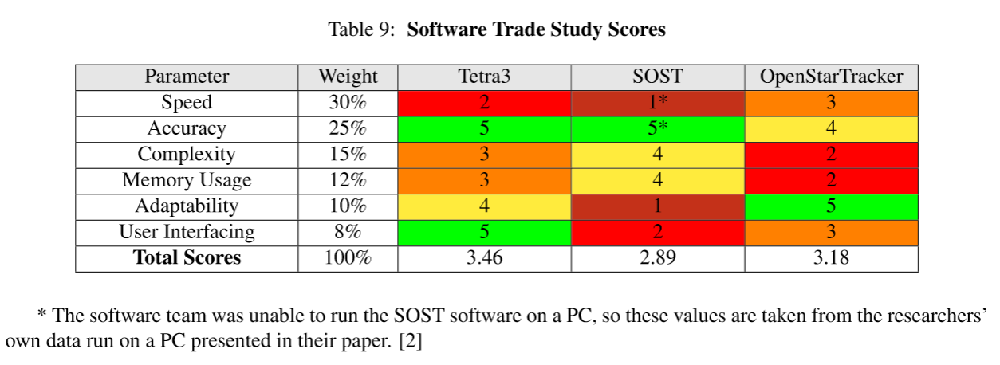 Table 9: Software Trade Study Scores
Parameter Weight Tetra3 SOST OpenStarTracker
Speed 30% 2 1* 3
Accuracy 25% 5 5* 4
Complexity 15% 3 4 2
Memory Usage 12% 3 4 2
Adaptability 10% 4 1 5
User Interfacing 8% 5 2 3
Total Scores 100% 3.46 2.89 3.18
* The software team was unable to run the SOST software on a PC, so these values are taken from the researchers’
own data run on a PC presented in their paper. [2]